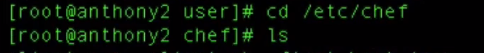 [root@anthony2 user]# cd /etc/chef
[root@anthony2 chef]# ls